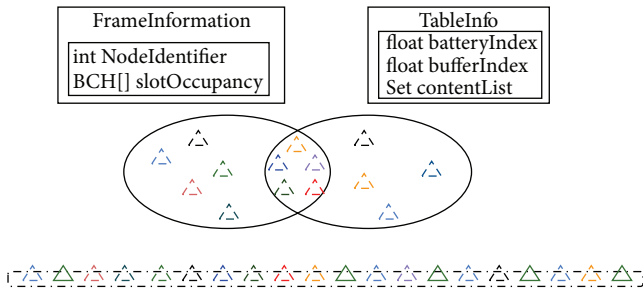 FrameInformation
int NodeIdentifier
BCH[] slotOccupancy
TableInfo
float batteryIndex
float bufferIndex
Set contentList
i